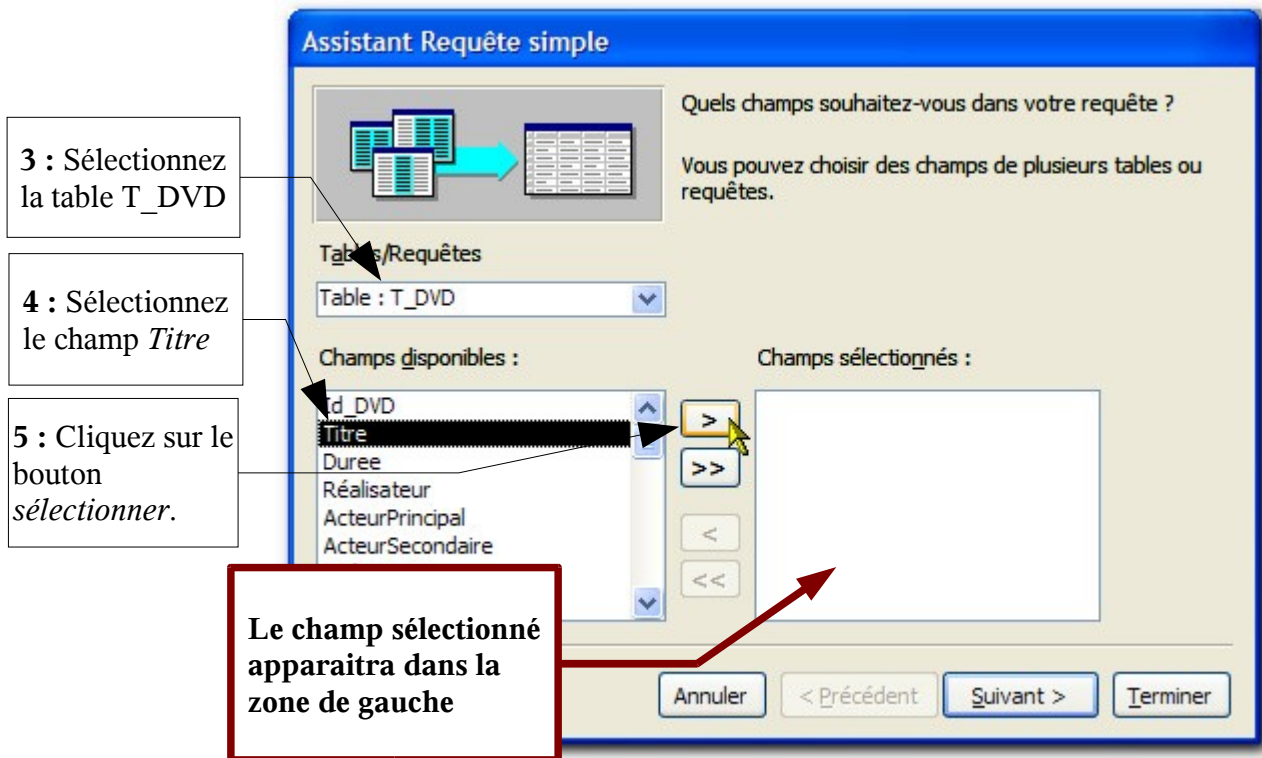 Assistant Requête simple
Quels champs souhaitez-vous dans votre requête ?
Vous pouvez choisir des champs de plusieurs tables ou
requêtes.
3 : Sélectionnez
la table T_DVD
Tables/Requêtes
Table : T_DVD
4 : Sélectionnez
le champ Titre
Champs disponibles :
Champs sélectionnés :
Id_DVD
Titre
Duree
Réalisateur
ActeurPrincipal
ActeurSecondaire
>
>>
<
<<
5 : Cliquez sur le
bouton
sélectionner.
Le champ sélectionné
apparaitra dans la
zone de gauche
Annuler
< Précédent
Suivant >
Terminer